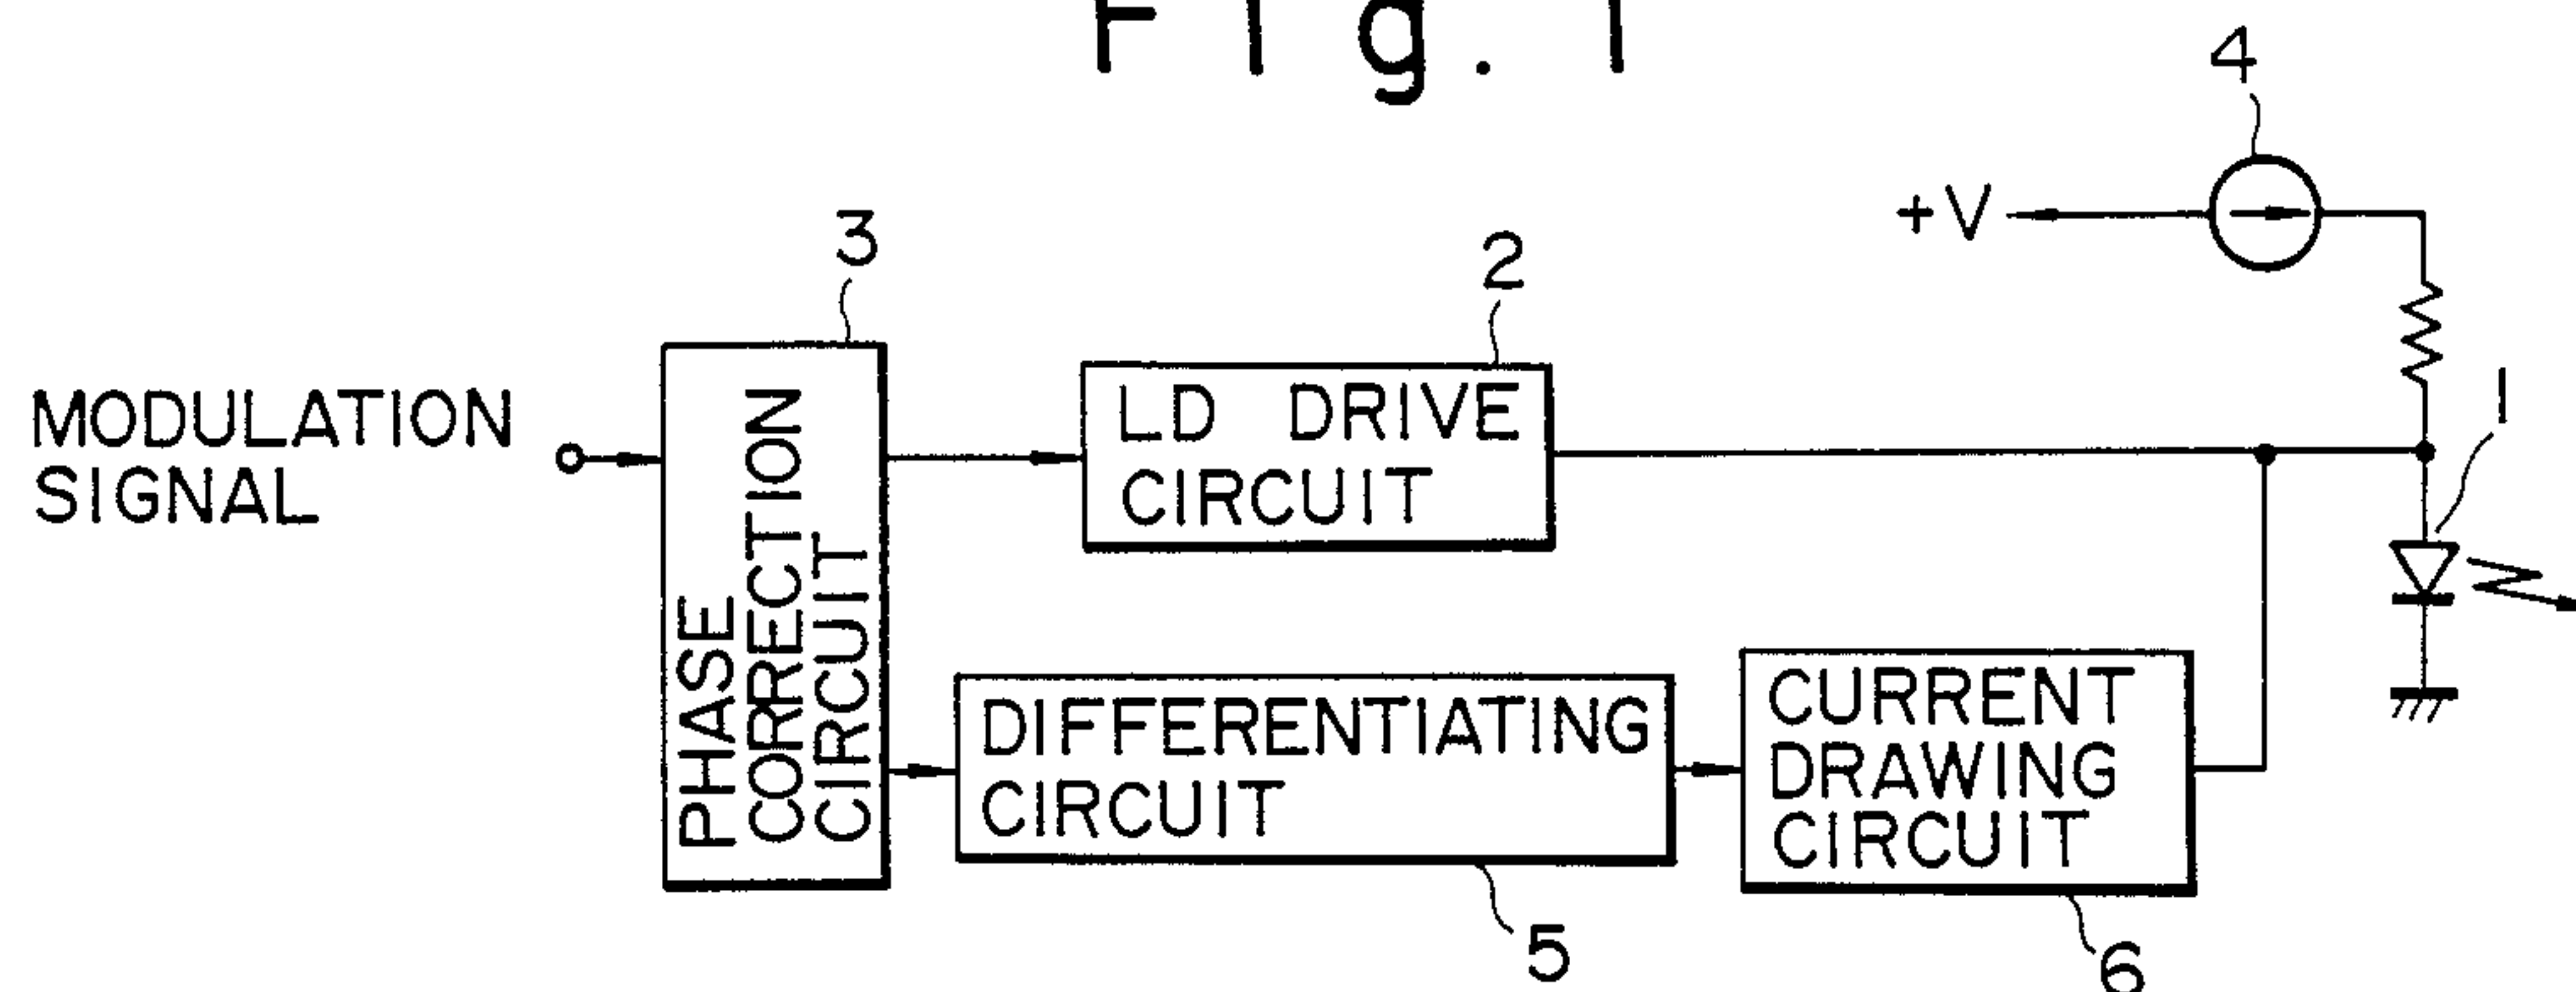 Fig. 1
4
+V
3
2
MODULATION
SIGNAL
PHASE
CORRECTION
CIRCUIT
LD DRIVE
CIRCUIT
1
DIFFERENTIATING
CIRCUIT
CURRENT
DRAWING
CIRCUIT
5
6